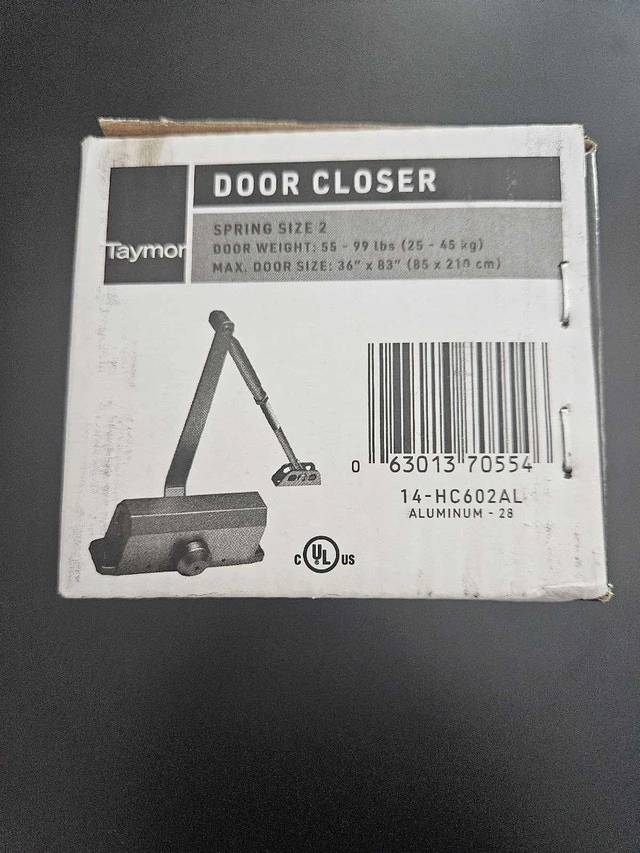 DOOR CLOSER
Taymor
SPRING SIZE 2
DOOR WEIGHT: 55 - 99 lbs (25 - 45 kg)
MAX. DOOR SIZE: 36" x 83" (85 x 210 cm)
0 63013 70554
14-HC602AL
ALUMINUM - 28
C UL US